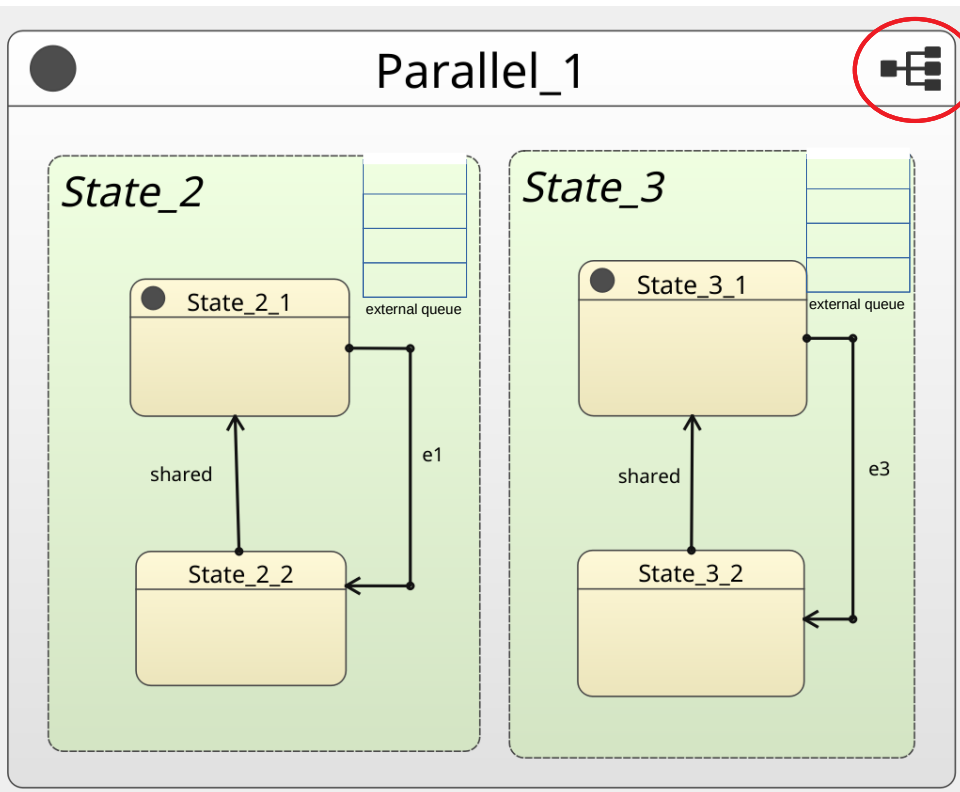 Parallel_1
State_2
external queue
State_2_1
e1
shared
State_2_2
State_3
external queue
State_3_1
e3
shared
State_3_2